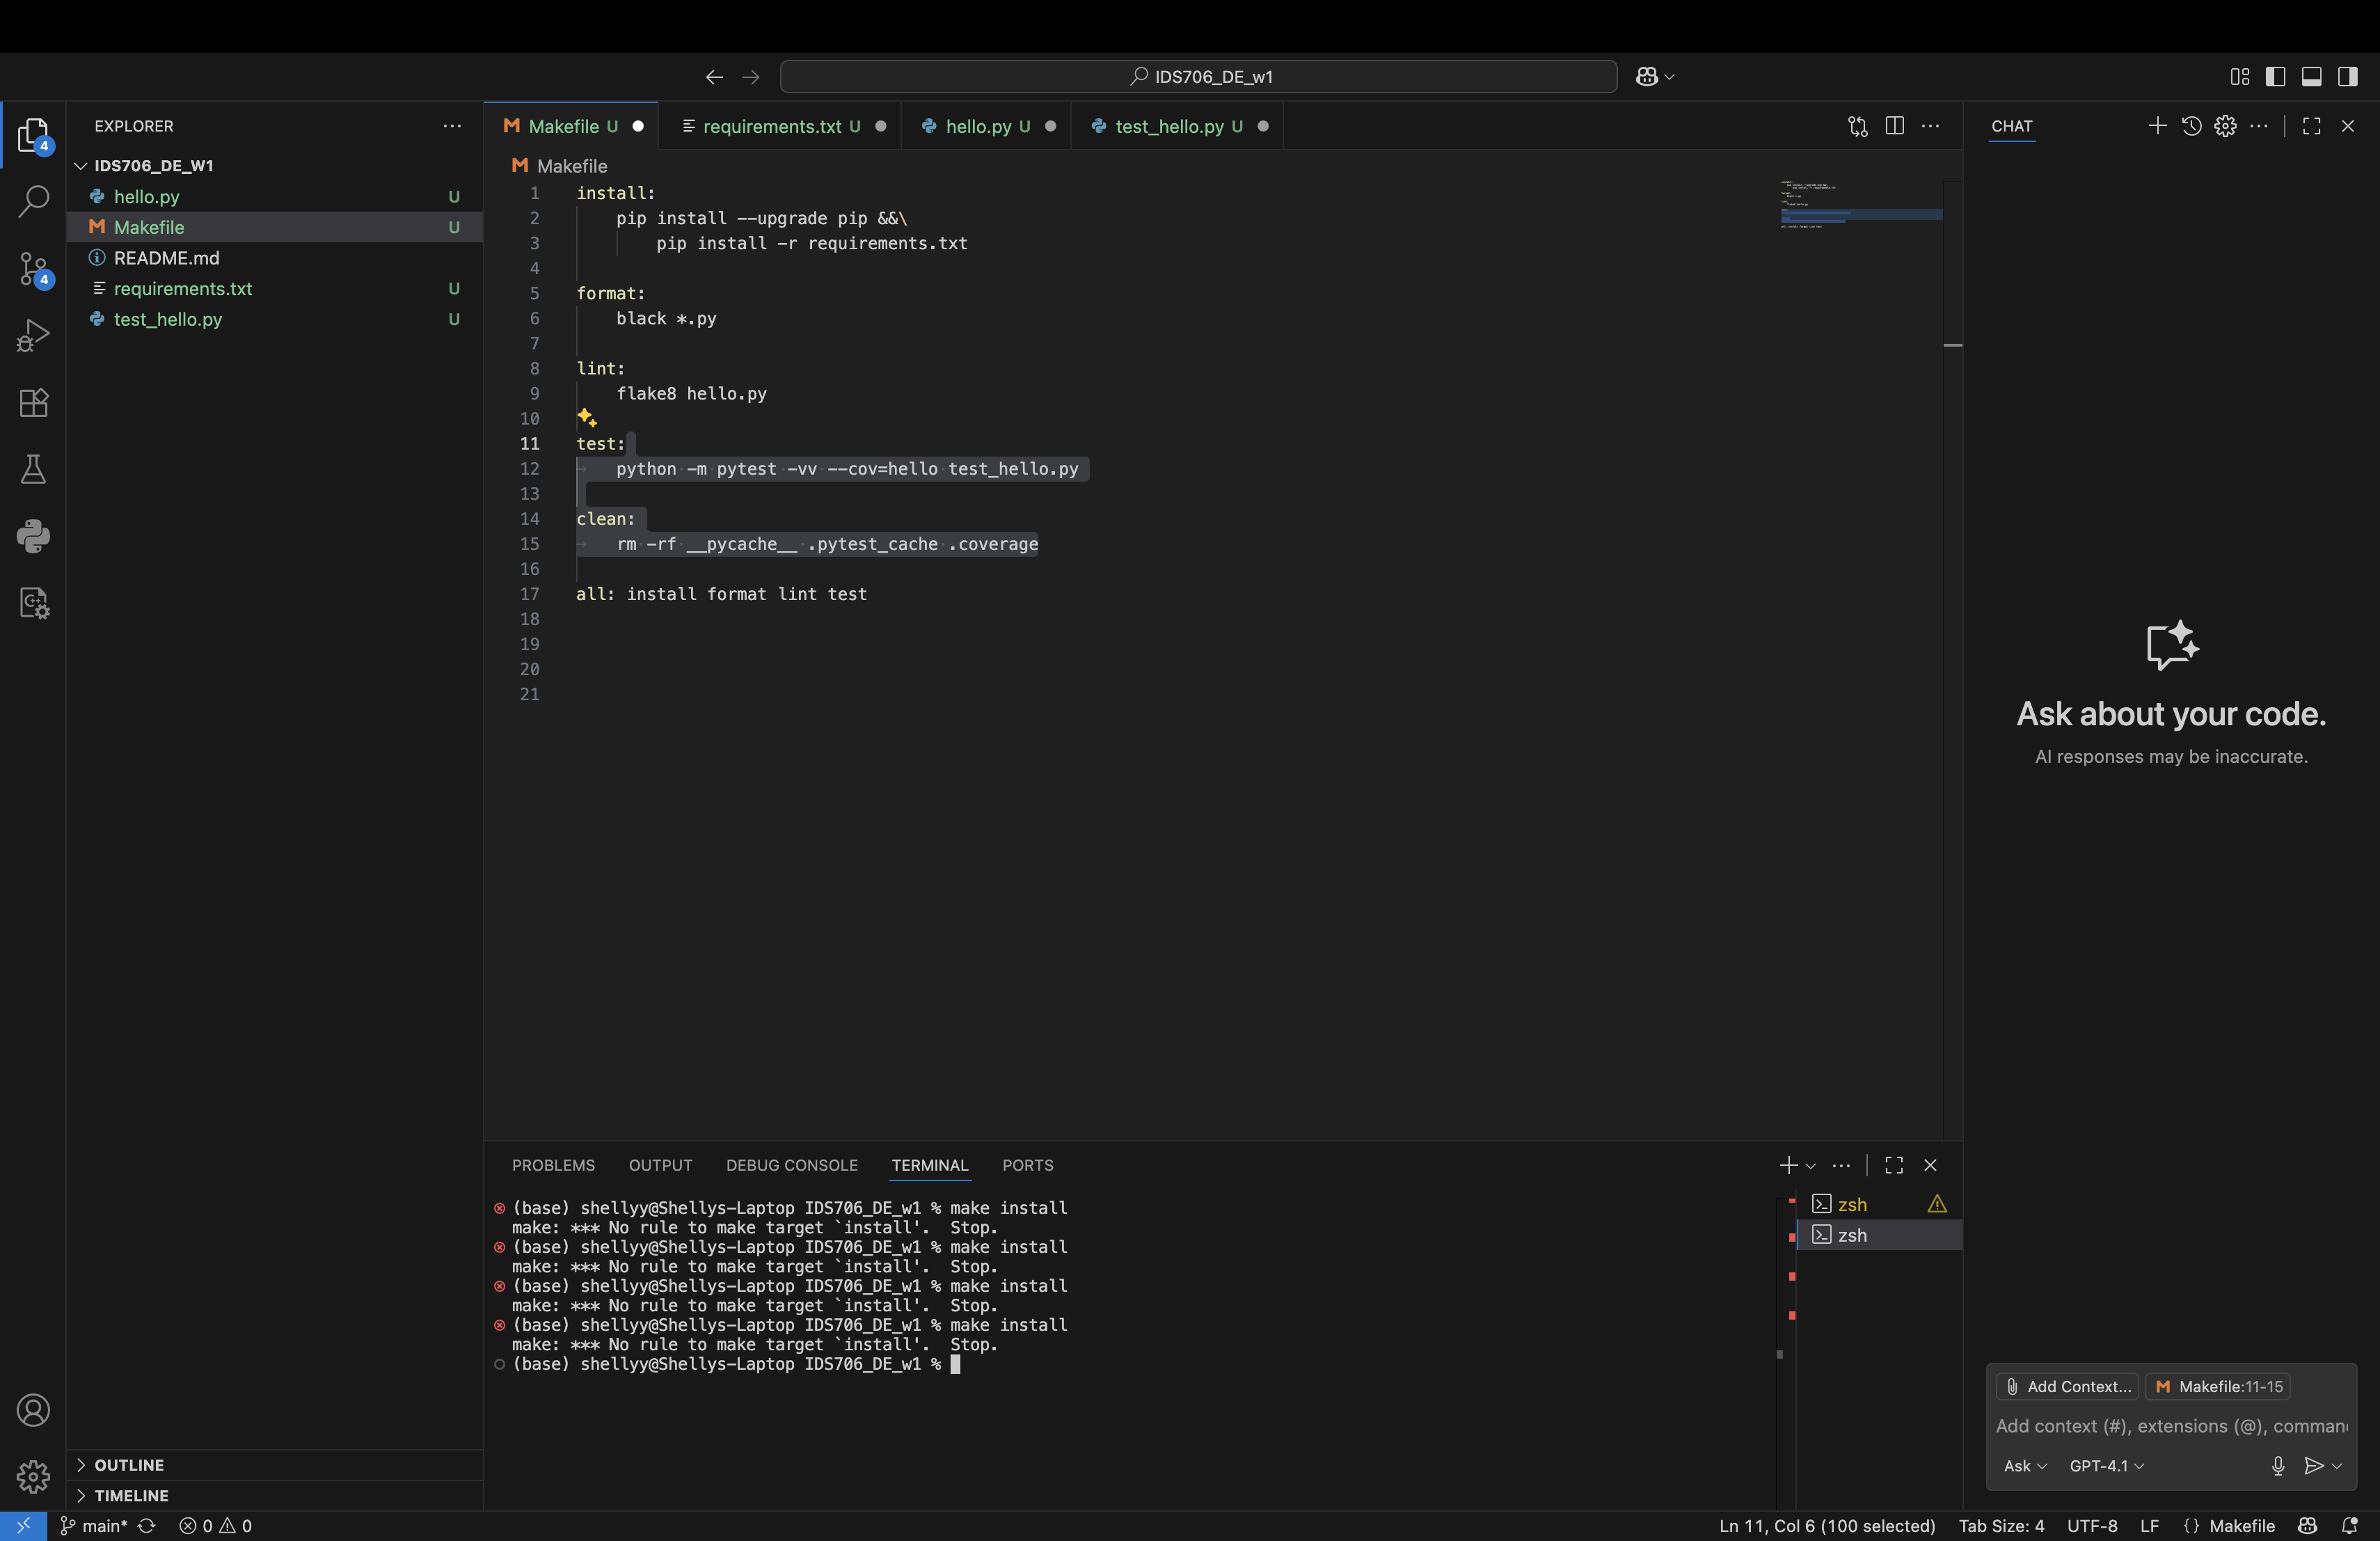 IDS706_DE_w1
EXPLORER
IDS706_DE_W1
hello.py U
Makefile U
README.md
requirements.txt U
test_hello.py U
OUTLINE
TIMELINE
4
4
Makefile U
requirements.txt U
hello.py U
test_hello.py U
Makefile
1 install:
2 pip install --upgrade pip &&\
3 pip install -r requirements.txt
4
5 format:
6 black *.py
7
8 lint:
9 flake8 hello.py
10
11 test:
12 python -m pytest -vv --cov=hello test_hello.py
13
14 clean:
15 rm -rf __pycache__ .pytest_cache .coverage
16
17 all: install format lint test
18
19
20
21
PROBLEMS OUTPUT DEBUG CONSOLE TERMINAL PORTS
(base) shellyy@Shellys-Laptop IDS706_DE_w1 % make install
make: *** No rule to make target `install'.  Stop.
(base) shellyy@Shellys-Laptop IDS706_DE_w1 % make install
make: *** No rule to make target `install'.  Stop.
(base) shellyy@Shellys-Laptop IDS706_DE_w1 % make install
make: *** No rule to make target `install'.  Stop.
(base) shellyy@Shellys-Laptop IDS706_DE_w1 % make install
make: *** No rule to make target `install'.  Stop.
(base) shellyy@Shellys-Laptop IDS706_DE_w1 %
zsh
zsh
CHAT
Ask about your code.
AI responses may be inaccurate.
Add Context... Makefile:11-15
Add context (#), extensions (@), comman
Ask GPT-4.1
main* 0 0
Ln 11, Col 6 (100 selected) Tab Size: 4 UTF-8 LF {} Makefile